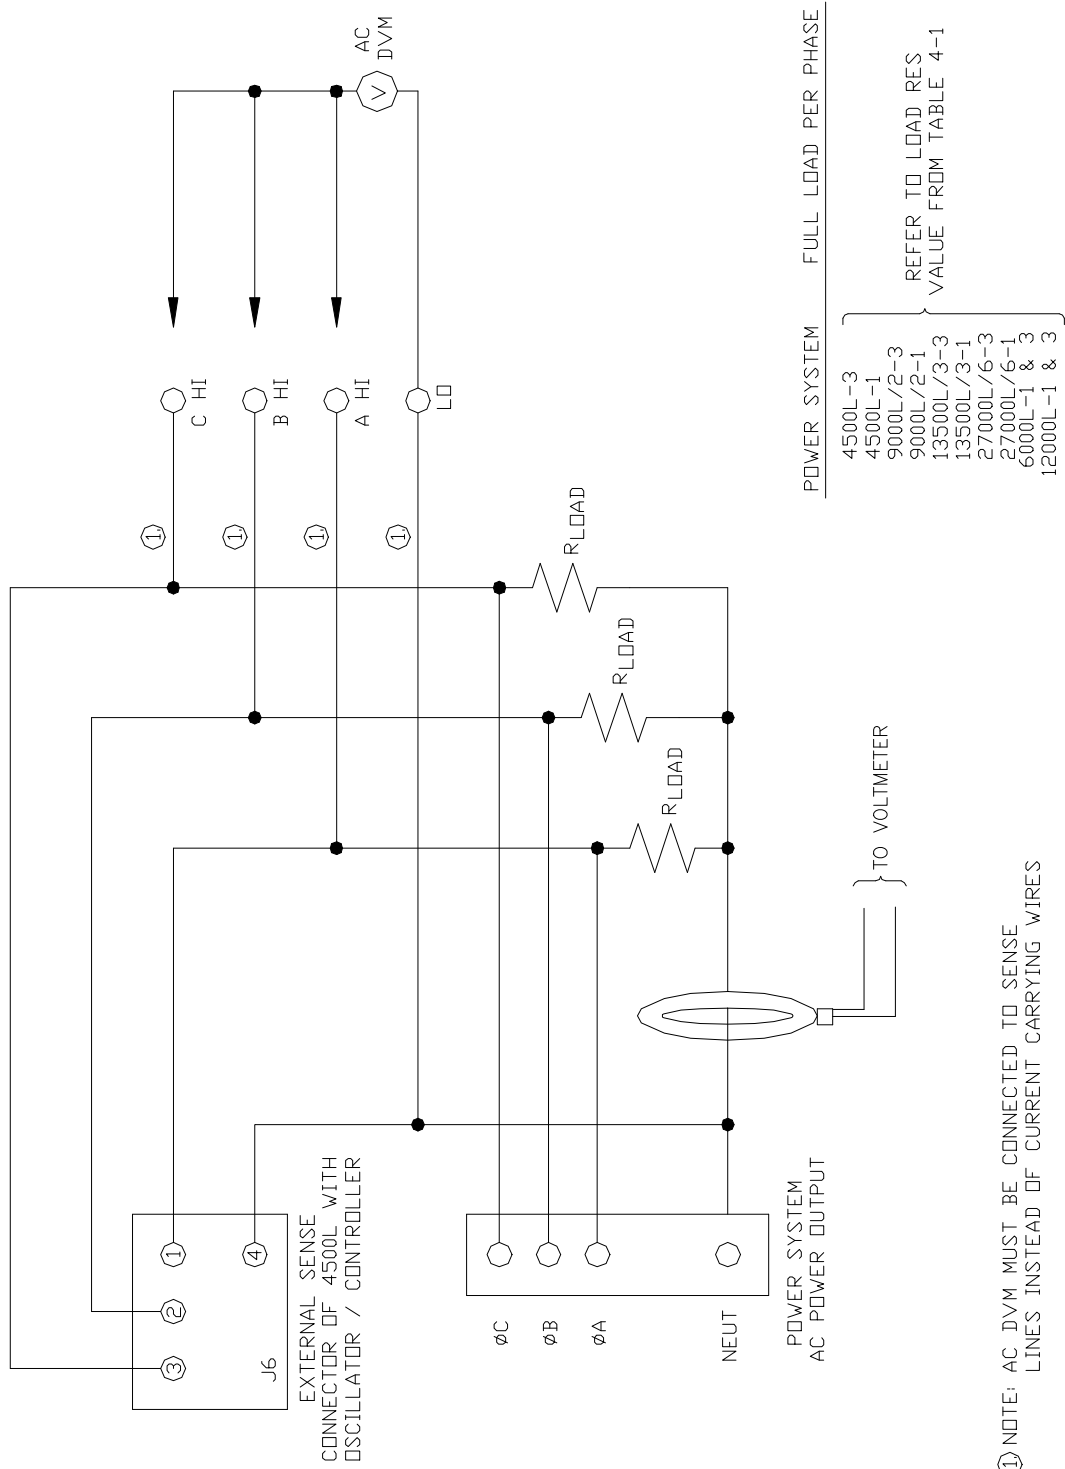 3
2
1
4
J6
EXTERNAL SENSE
CONNECTOR OF 4500L WITH
OSCILLATOR / CONTROLLER
øC
øB
øA
NEUT
POWER SYSTEM
AC POWER OUTPUT
TO VOLTMETER
RLOAD
RLOAD
RLOAD
1.
1.
1.
1.
C HI
B HI
A HI
LO
V
AC
DVM
POWER SYSTEM FULL LOAD PER PHASE
4500L-3
4500L-1
9000L/2-3
9000L/2-1
13500L/3-3
13500L/3-1
27000L/6-3
27000L/6-1
6000L-1 & 3
12000L-1 & 3
REFER TO LOAD RES
VALUE FROM TABLE 4-1
1. NOTE: AC DVM MUST BE CONNECTED TO SENSE
LINES INSTEAD OF CURRENT CARRYING WIRES